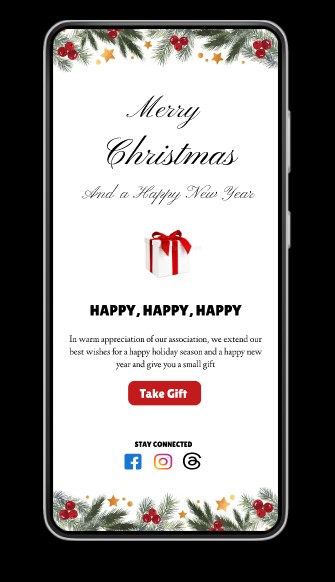 Merry
Christmas
And a Happy New Year
HAPPY, HAPPY, HAPPY
In warm appreciation of our association, we extend our
best wishes for a happy holiday season and a happy new
year and give you a small gift
Take Gift
STAY CONNECTED